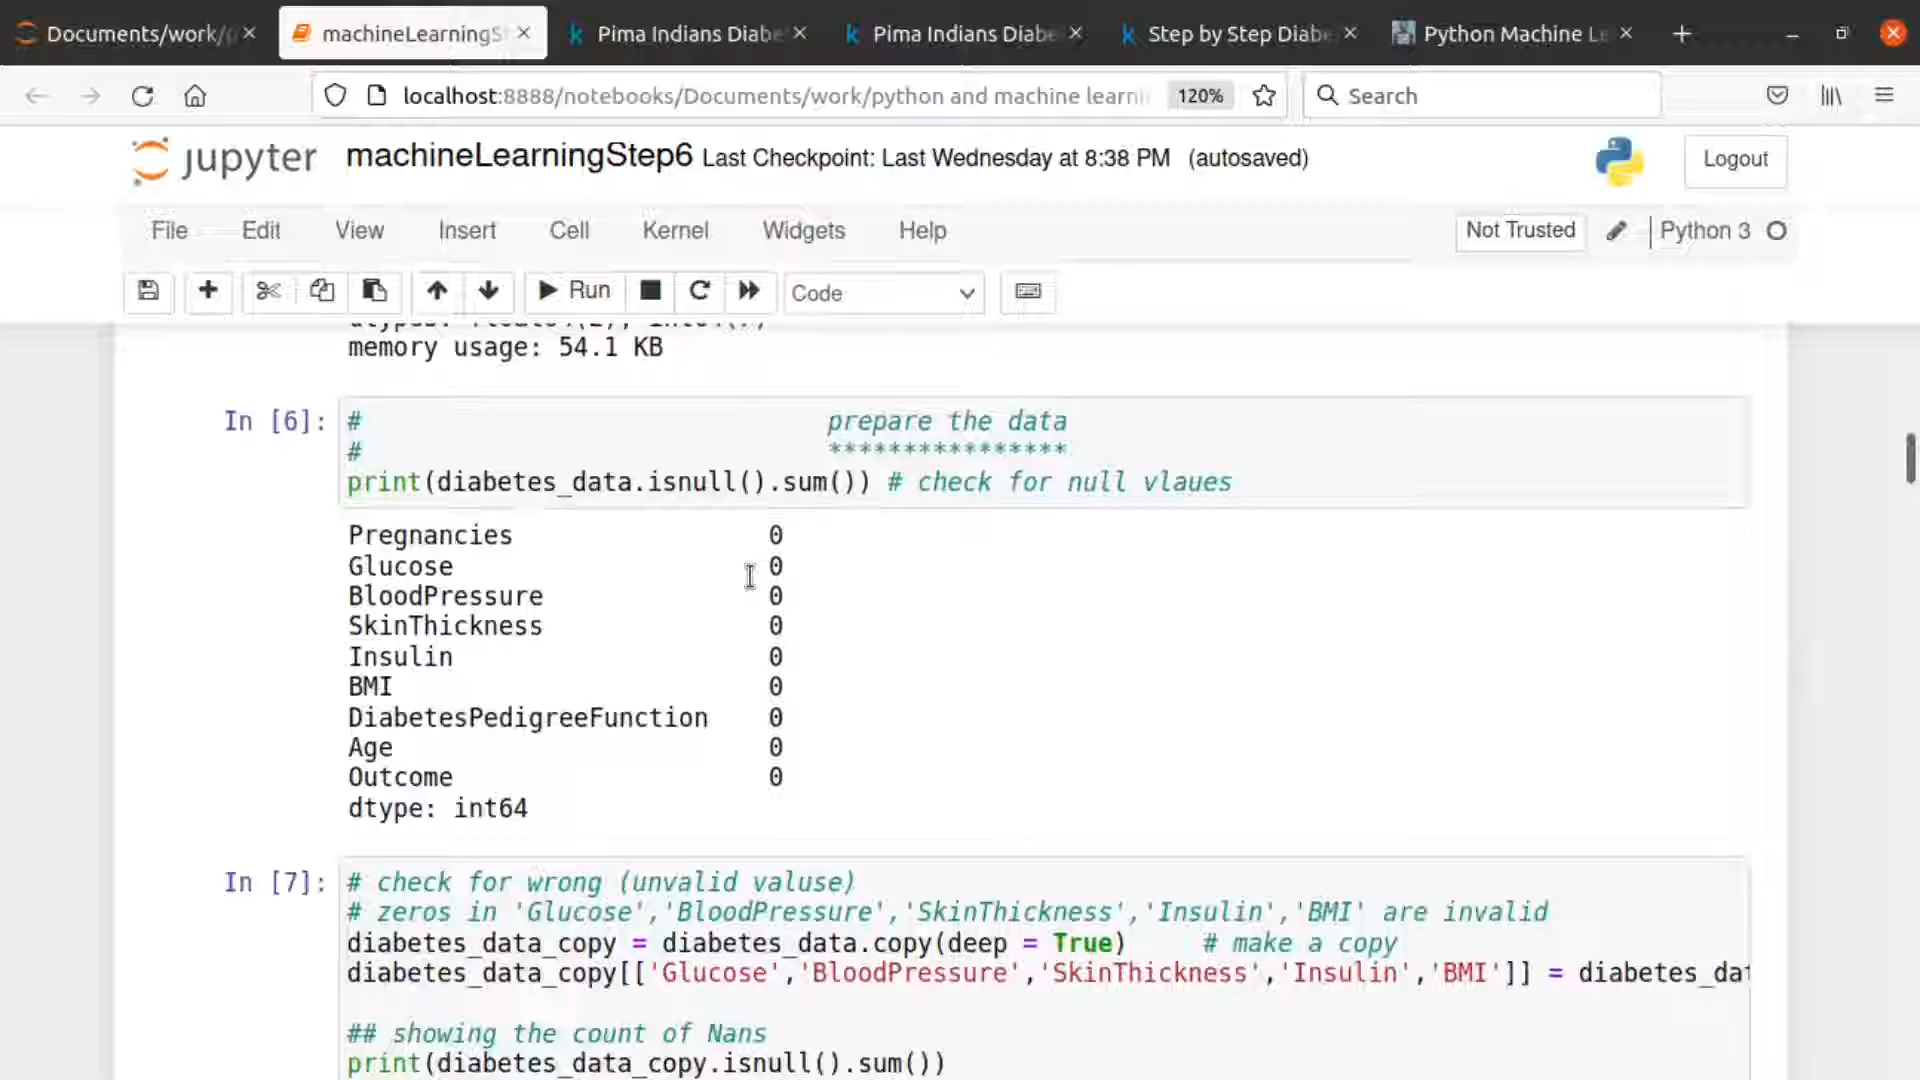 Documents/work/
machineLearningS
Pima Indians Diabe
Pima Indians Diabe
Step by Step Diabe
Python Machine Le
localhost:8888/notebooks/Documents/work/python and machine learni
120%
Search
jupyter
machineLearningStep6 Last Checkpoint: Last Wednesday at 8:38 PM (autosaved)
Logout
File Edit View Insert Cell Kernel Widgets Help
Not Trusted
Python 3
Run
Code
memory usage: 54.1 KB
In [6]:
# prepare the data
# ****************
print(diabetes_data.isnull().sum()) # check for null vlaues
Pregnancies 0
Glucose 0
BloodPressure 0
SkinThickness 0
Insulin 0
BMI 0
DiabetesPedigreeFunction 0
Age 0
Outcome 0
dtype: int64
In [7]:
# check for wrong (unvalid valuse)
# zeros in 'Glucose','BloodPressure','SkinThickness','Insulin','BMI' are invalid
diabetes_data_copy = diabetes_data.copy(deep = True) # make a copy
diabetes_data_copy[['Glucose','BloodPressure','SkinThickness','Insulin','BMI']] = diabetes_dat
## showing the count of Nans
print(diabetes_data_copy.isnull().sum())